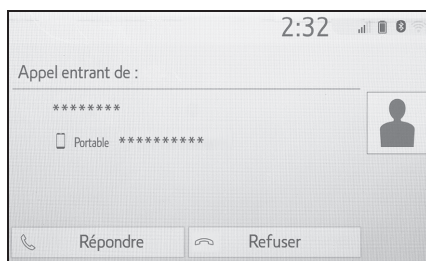 2:32
Appel entrant de :
********
Portable **********
Répondre
Refuser